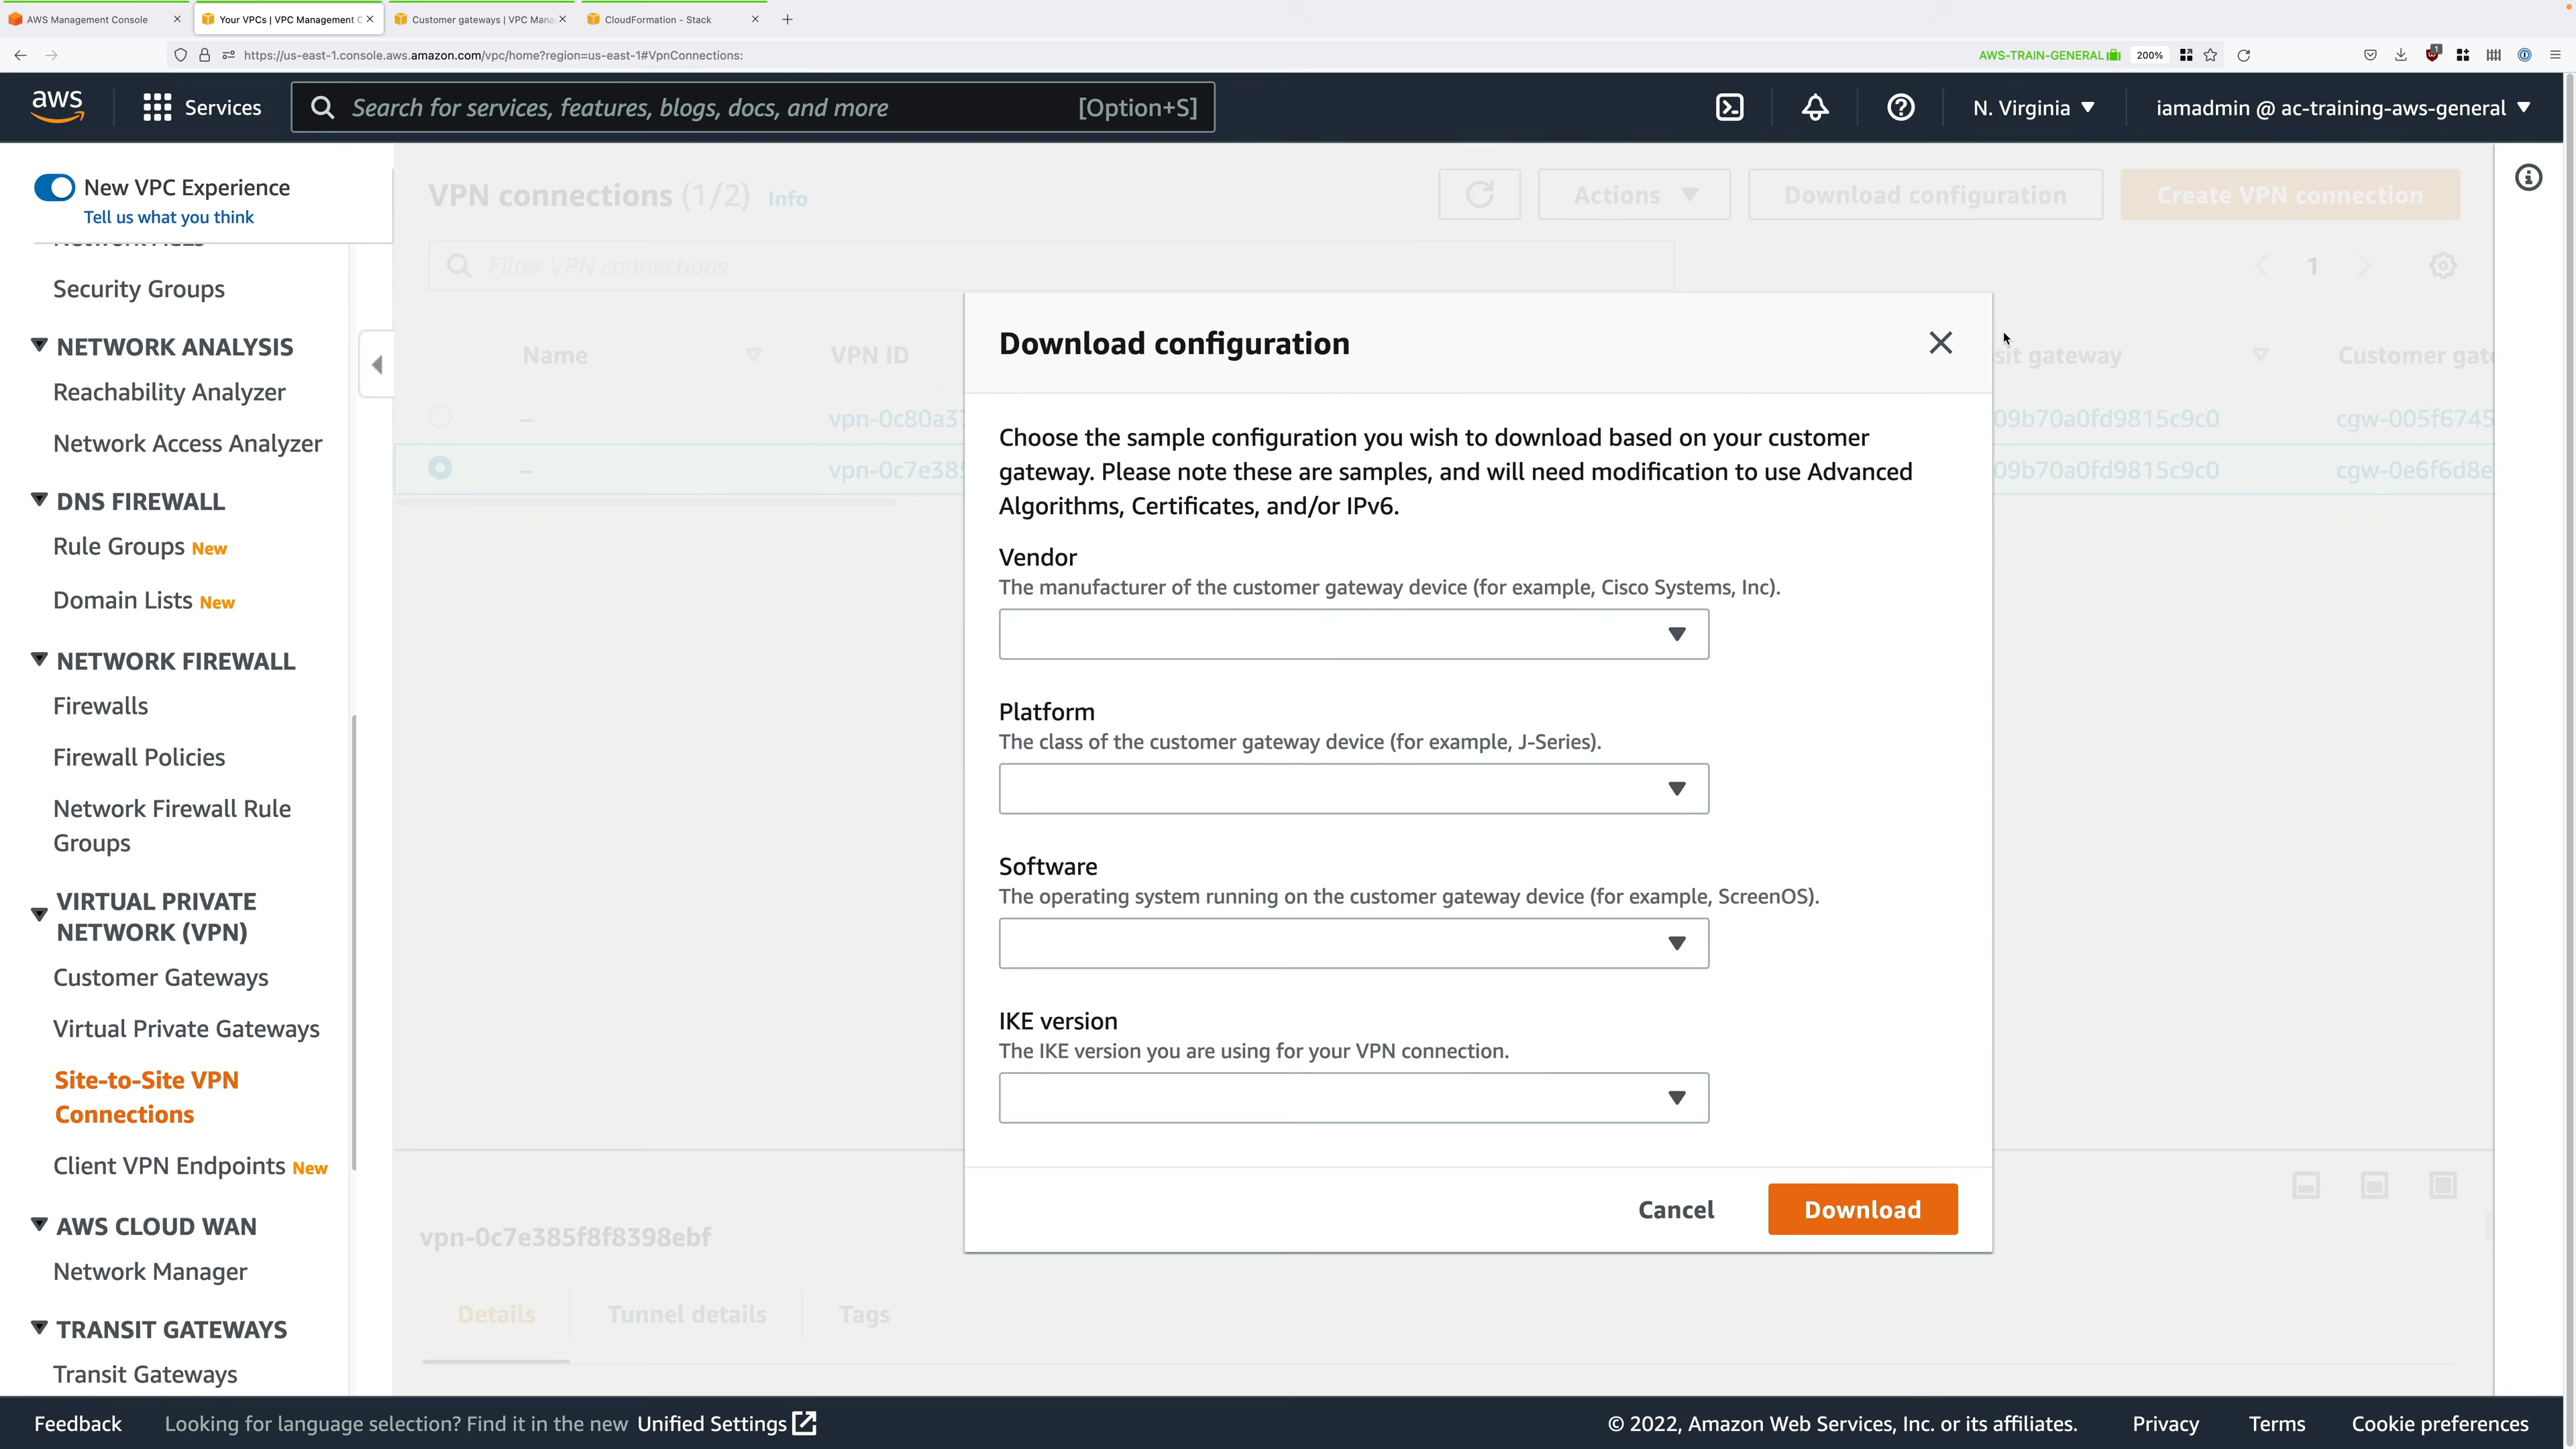 AWS Management Console
Your VPCs | VPC Management C
Customer gateways | VPC Mana
CloudFormation - Stack
https://us-east-1.console.aws.amazon.com/vpc/home?region=us-east-1#VpnConnections:
AWS-TRAIN-GENERAL
200%
aws
Services
Search for services, features, blogs, docs, and more
[Option+S]
N. Virginia
iamadmin @ ac-training-aws-general
New VPC Experience
Tell us what you think
Security Groups
NETWORK ANALYSIS
Reachability Analyzer
Network Access Analyzer
DNS FIREWALL
Rule Groups New
Domain Lists New
NETWORK FIREWALL
Firewalls
Firewall Policies
Network Firewall Rule
Groups
VIRTUAL PRIVATE
NETWORK (VPN)
Customer Gateways
Virtual Private Gateways
Site-to-Site VPN
Connections
Client VPN Endpoints New
AWS CLOUD WAN
Network Manager
TRANSIT GATEWAYS
Transit Gateways
VPN connections (1/2) Info
Actions
Download configuration
Create VPN connection
Filter VPN connections
1
Name
VPN ID
sit gateway
Customer gate
–
vpn-0c80a37
09b70a0fd9815c9c0
cgw-005f6745
–
vpn-0c7e385
09b70a0fd9815c9c0
cgw-0e6f6d8e
Download configuration
Choose the sample configuration you wish to download based on your customer
gateway. Please note these are samples, and will need modification to use Advanced
Algorithms, Certificates, and/or IPv6.
Vendor
The manufacturer of the customer gateway device (for example, Cisco Systems, Inc).
Platform
The class of the customer gateway device (for example, J-Series).
Software
The operating system running on the customer gateway device (for example, ScreenOS).
IKE version
The IKE version you are using for your VPN connection.
Cancel
Download
vpn-0c7e385f8f8398ebf
Details
Tunnel details
Tags
Feedback
Looking for language selection? Find it in the new Unified Settings
© 2022, Amazon Web Services, Inc. or its affiliates.
Privacy
Terms
Cookie preferences